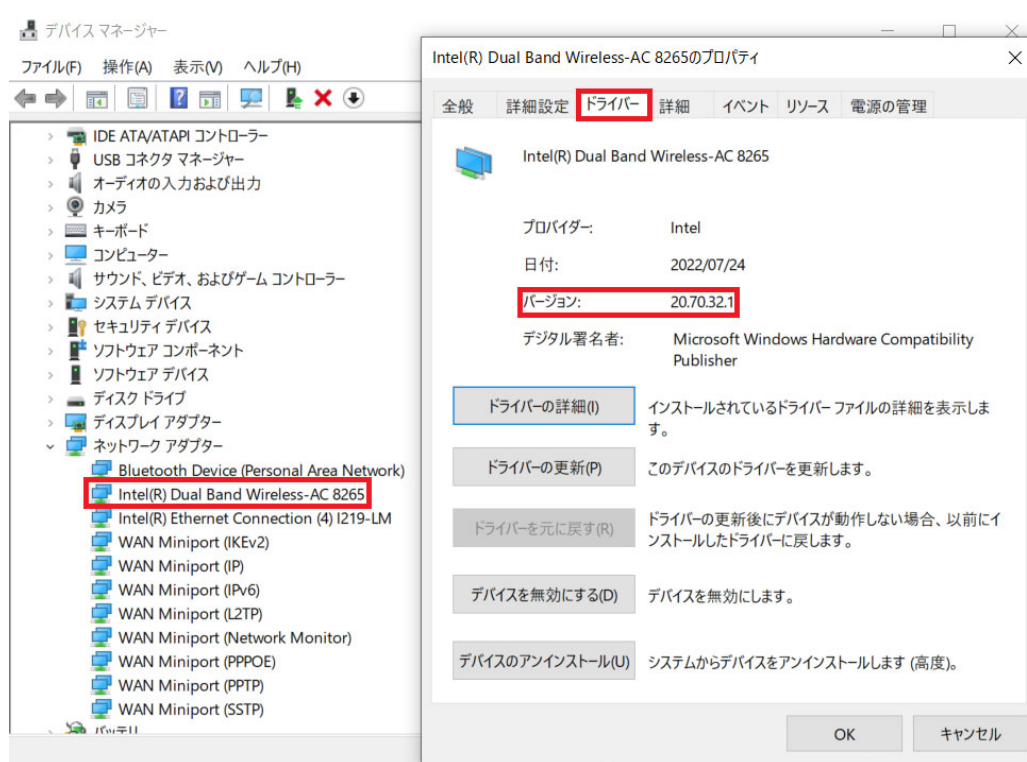 デバイス マネージャー
ファイル(F) 操作(A) 表示(V) ヘルプ(H)
IDE ATA/ATAPI コントローラー
USB コネクタ マネージャー
オーディオの入力および出力
カメラ
キーボード
コンピューター
サウンド、ビデオ、およびゲーム コントローラー
システム デバイス
セキュリティ デバイス
ソフトウェア コンポーネント
ソフトウェア デバイス
ディスク ドライブ
ディスプレイ アダプター
ネットワーク アダプター
Bluetooth Device (Personal Area Network)
Intel(R) Dual Band Wireless-AC 8265
Intel(R) Ethernet Connection (4) I219-LM
WAN Miniport (IKEv2)
WAN Miniport (IP)
WAN Miniport (IPv6)
WAN Miniport (L2TP)
WAN Miniport (Network Monitor)
WAN Miniport (PPPOE)
WAN Miniport (PPTP)
WAN Miniport (SSTP)
バッテリ
Intel(R) Dual Band Wireless-AC 8265のプロパティ
全般 詳細設定 ドライバー 詳細 イベント リソース 電源の管理
Intel(R) Dual Band Wireless-AC 8265
プロバイダー: Intel
日付: 2022/07/24
バージョン: 20.70.32.1
デジタル署名者: Microsoft Windows Hardware Compatibility
Publisher
ドライバーの詳細(I) インストールされているドライバー ファイルの詳細を表示しま
す。
ドライバーの更新(P) このデバイスのドライバーを更新します。
ドライバーを元に戻す(R) ドライバーの更新後にデバイスが動作しない場合、以前にイ
ンストールしたドライバーに戻します。
デバイスを無効にする(D) デバイスを無効にします。
デバイスのアンインストール(U) システムからデバイスをアンインストールします (高度)。
OK キャンセル